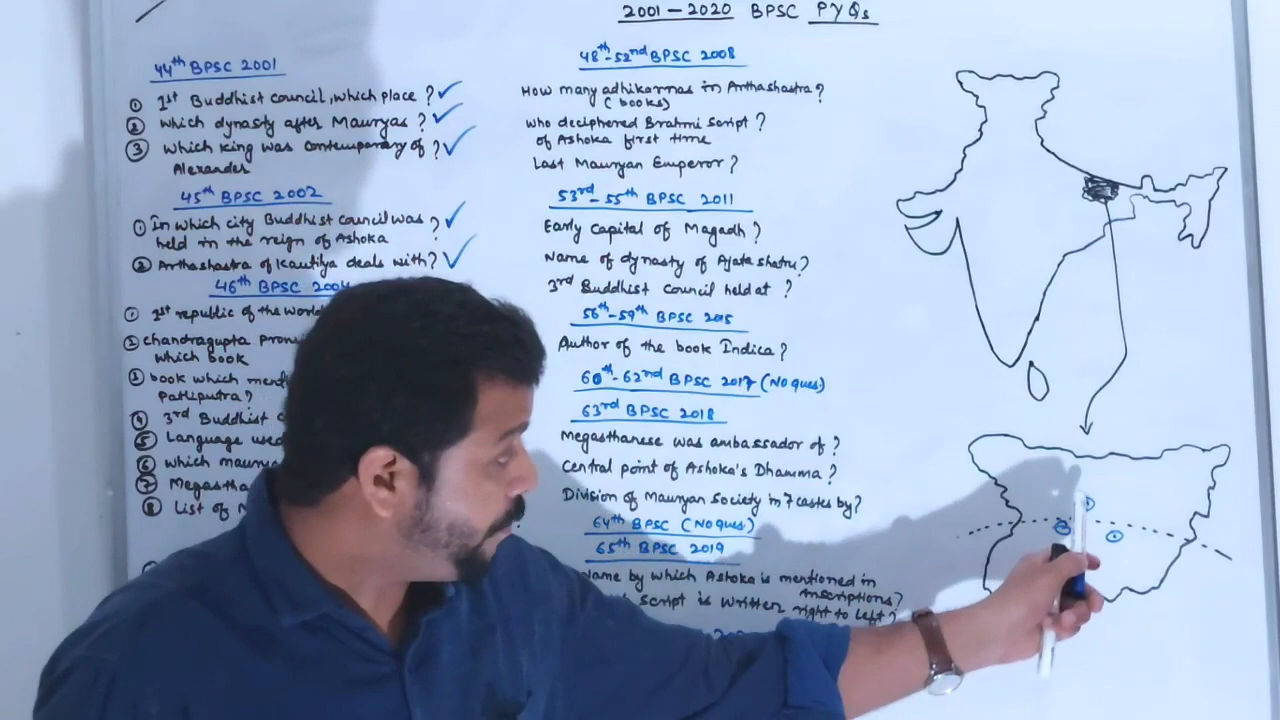 2001-2020 BPSC PYQs
44th BPSC 2001
① 1st Buddhist council, which place?
② Which dynasty after Mauryas?
③ Which King was contemporary of?
Alexander
45th BPSC 2002
① In which city Buddhist council was?
held in the reign of Ashoka
② Arthashastra of Kautilya deals with?
46th BPSC 2004
① 1st republic of the world
② Chandragupta
which book
③ book which
Patliputra?
④ 3rd Buddhist
⑤ Language used
⑥ which maurya
⑦ Megastha
⑧ List of
48th-52nd BPSC 2008
How many adhikarnas in Arthashastra?
(books)
Who deciphered Brahmi Script?
of Ashoka first time
Last Mauryan Emperor?
53rd-55th BPSC 2011
Early Capital of Magadh?
Name of dynasty of Ajatashatru?
3rd Buddhist Council held at?
56th-59th BPSC 2015
Author of the book Indica?
60th-62nd BPSC 2017 (No ques)
63rd BPSC 2018
Megasthanese was ambassador of?
Central point of Ashoka's Dhamma?
Division of Mauryan Society in 7 castes by?
64th BPSC (No ques)
65th BPSC 2019
Name by which Ashoka is mentioned in
inscriptions?
script is written right to left?
①